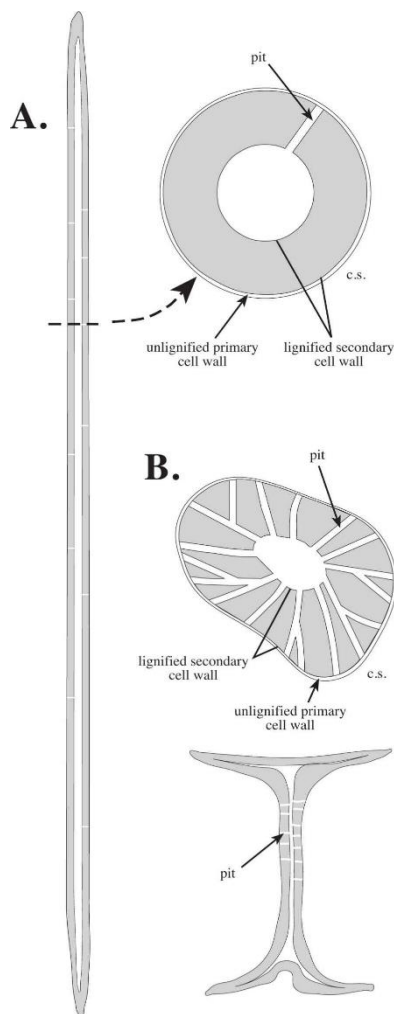 A.
pit
c.s.
unlignified primary
cell wall
lignified secondary
cell wall
B.
pit
lignified secondary
cell wall
c.s.
unlignified primary
cell wall
pit